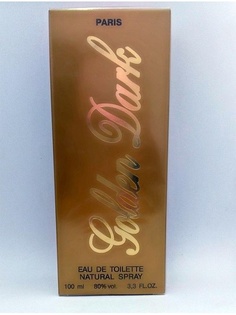 PARIS
Golden Dark
EAU DE TOILETTE
NATURAL SPRAY
100 ml 80% vol. 3,3 FL.OZ.